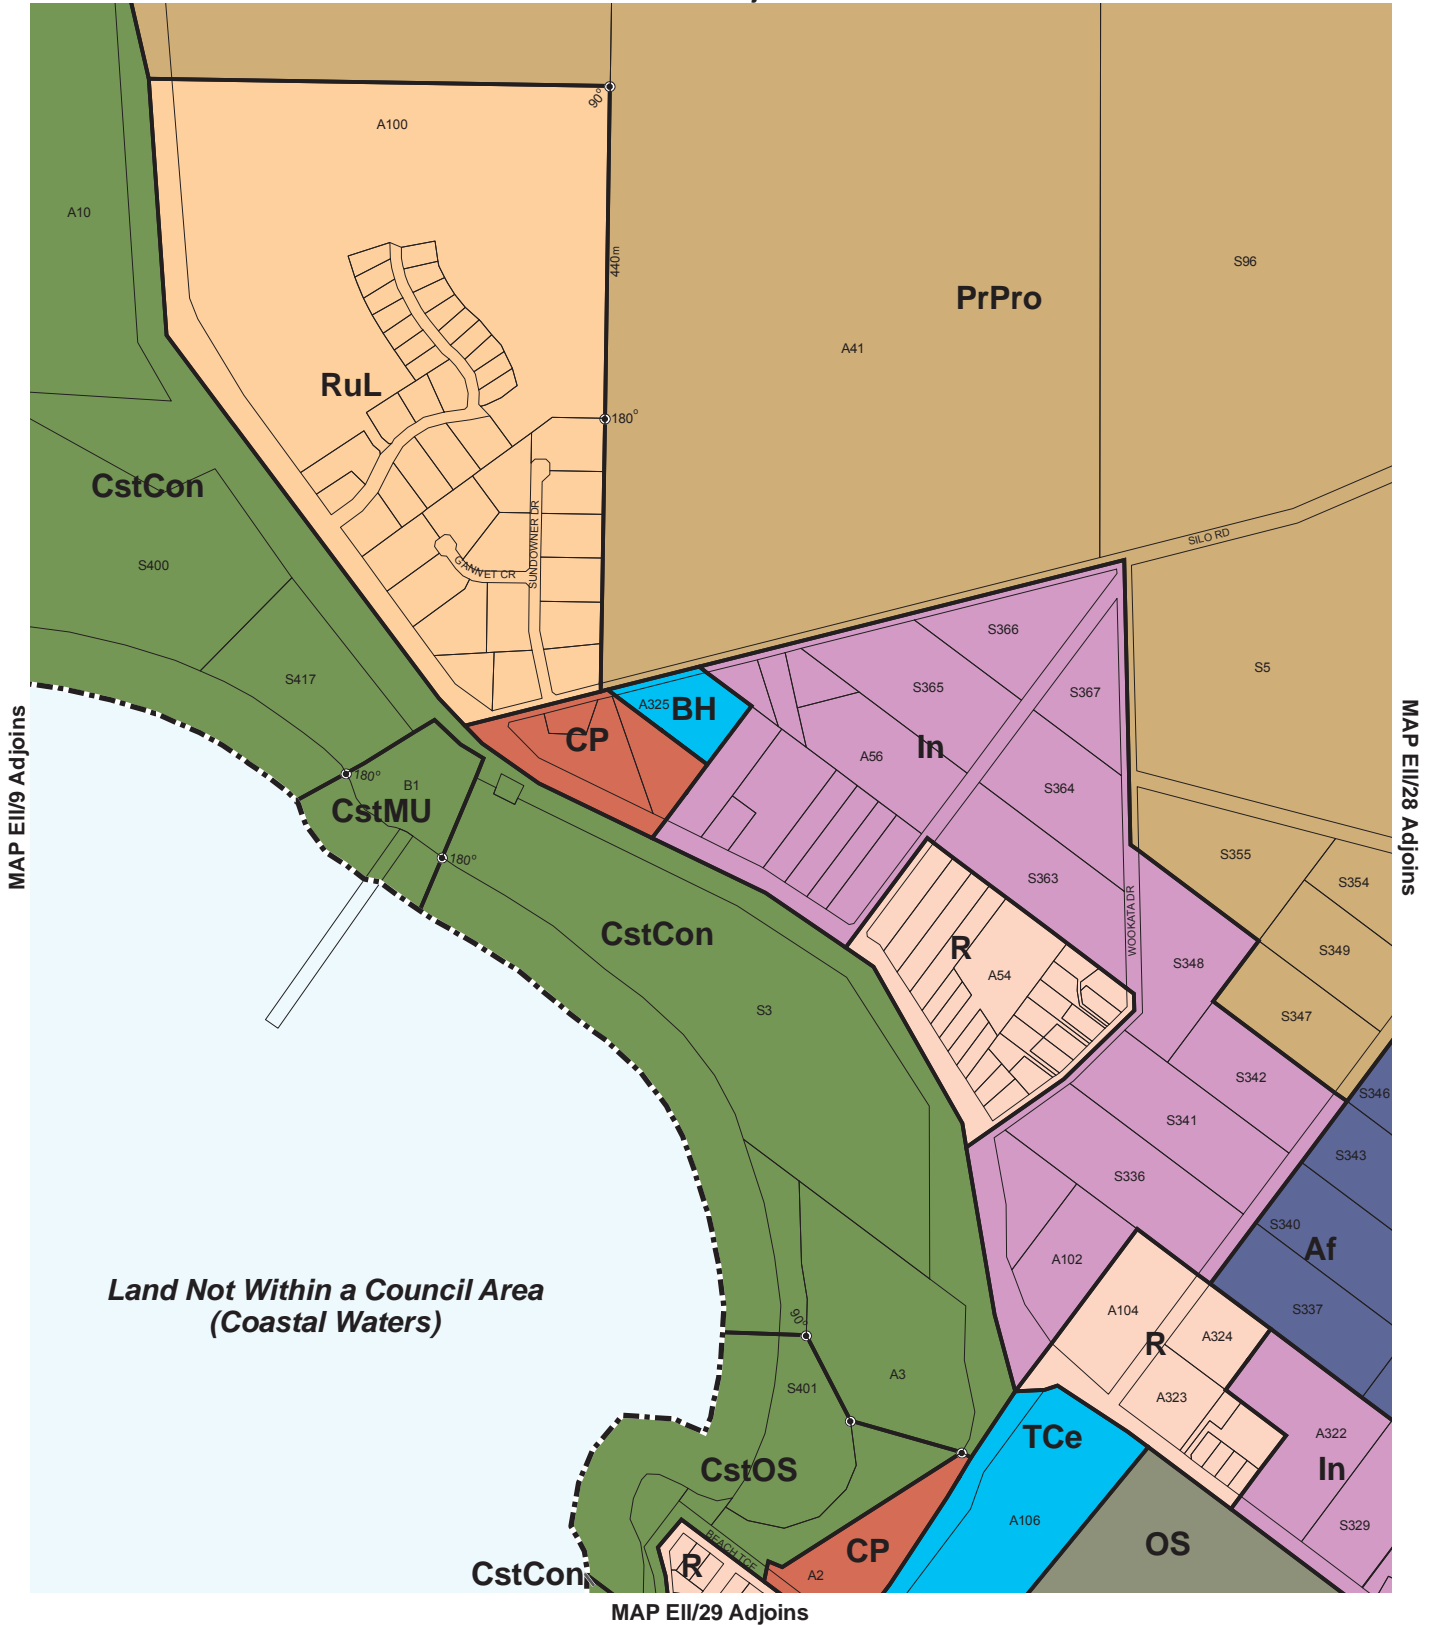 90°
A100
A10
440m
S96
PrPro
A41
RuL
180°
CstCon
SUNDOWNER DR
SILO RD
S400
GANNET CR
S366
S417
S365
S367
S5
A325
BH
CP
In
A56
MAP EII/9 Adjoins
MAP EII/28 Adjoins
180°
B1
CstMU
S364
180°
S355
S354
S363
WOOKATA DR
CstCon
R
A54
S348
S349
S3
S347
S342
S346
S341
S343
S336
S340
Af
A102
Land Not Within a Council Area
(Coastal Waters)
90°
A104
S337
A324
R
A3
S401
A323
TCe
A322
CstOS
In
A106
S329
BEACH TCE
CP
OS
R
A2
CstCon
MAP EII/29 Adjoins